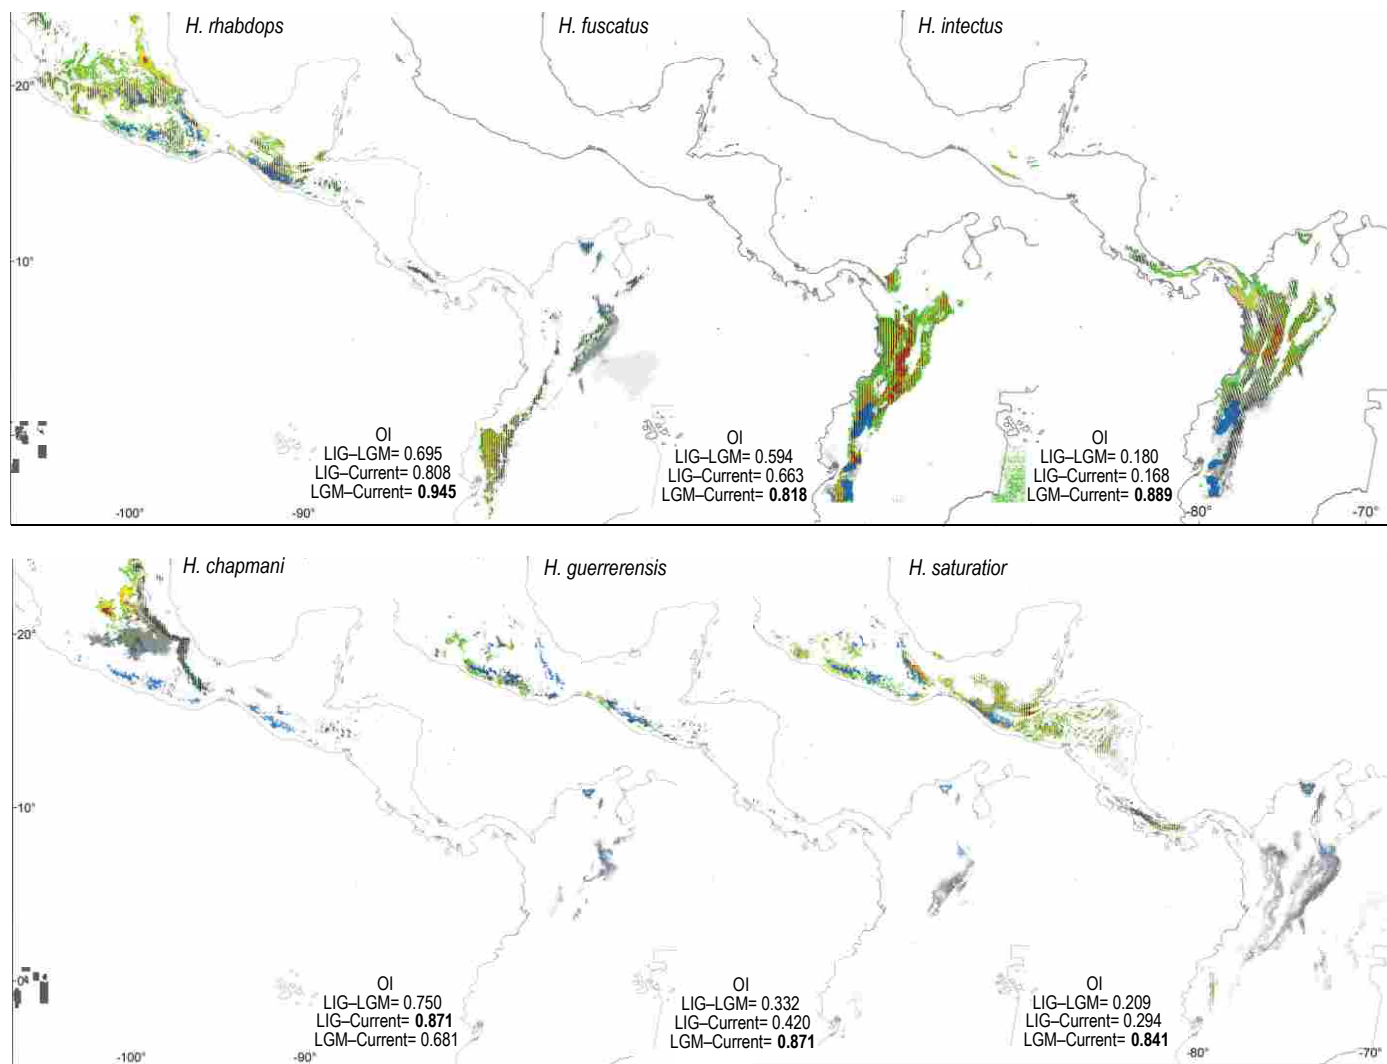 H. rhabdops
H. fuscatus
H. intectus
20°
10°
OI
LIG–LGM= 0.695
LIG–Current= 0.808
LGM–Current= 0.945
OI
LIG–LGM= 0.594
LIG–Current= 0.663
LGM–Current= 0.818
OI
LIG–LGM= 0.180
LIG–Current= 0.168
LGM–Current= 0.889
-100°
-90°
-80°
-70°
H. chapmani
H. guerrerensis
H. saturatior
20°
10°
0°
OI
LIG–LGM= 0.750
LIG–Current= 0.871
LGM–Current= 0.681
OI
LIG–LGM= 0.332
LIG–Current= 0.420
LGM–Current= 0.871
OI
LIG–LGM= 0.209
LIG–Current= 0.294
LGM–Current= 0.841
-100°
-90°
-80°
-70°